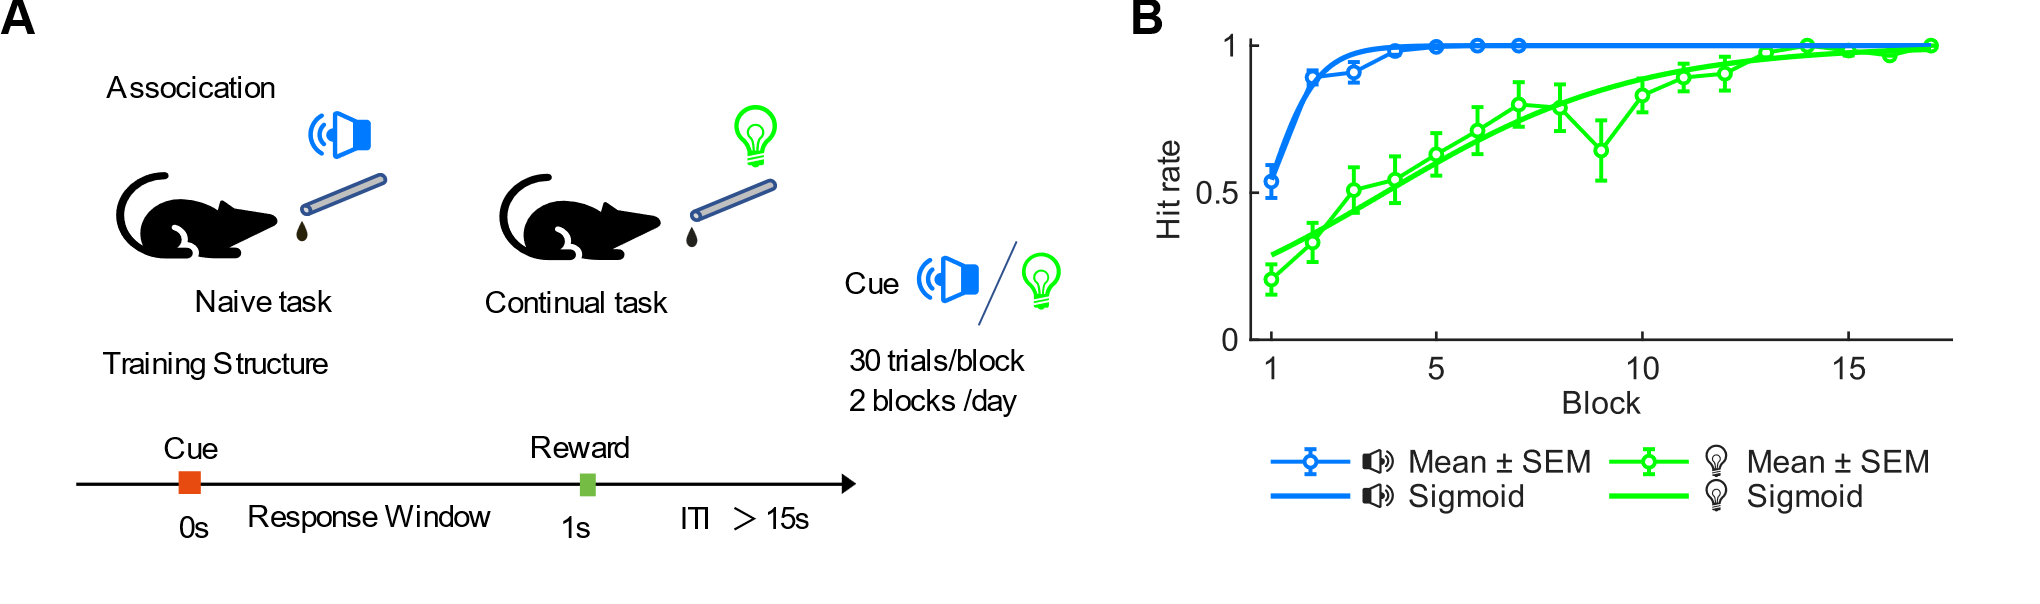 A
Assocication
Naive task
Continual task
Cue
30 trials/block
2 blocks /day
Training Structure
Cue
Reward
0s
Response Window
1s
ITI > 15s
B
Hit rate
1
0.5
0
1
5
10
15
Block
Mean ± SEM
Mean ± SEM
Sigmoid
Sigmoid